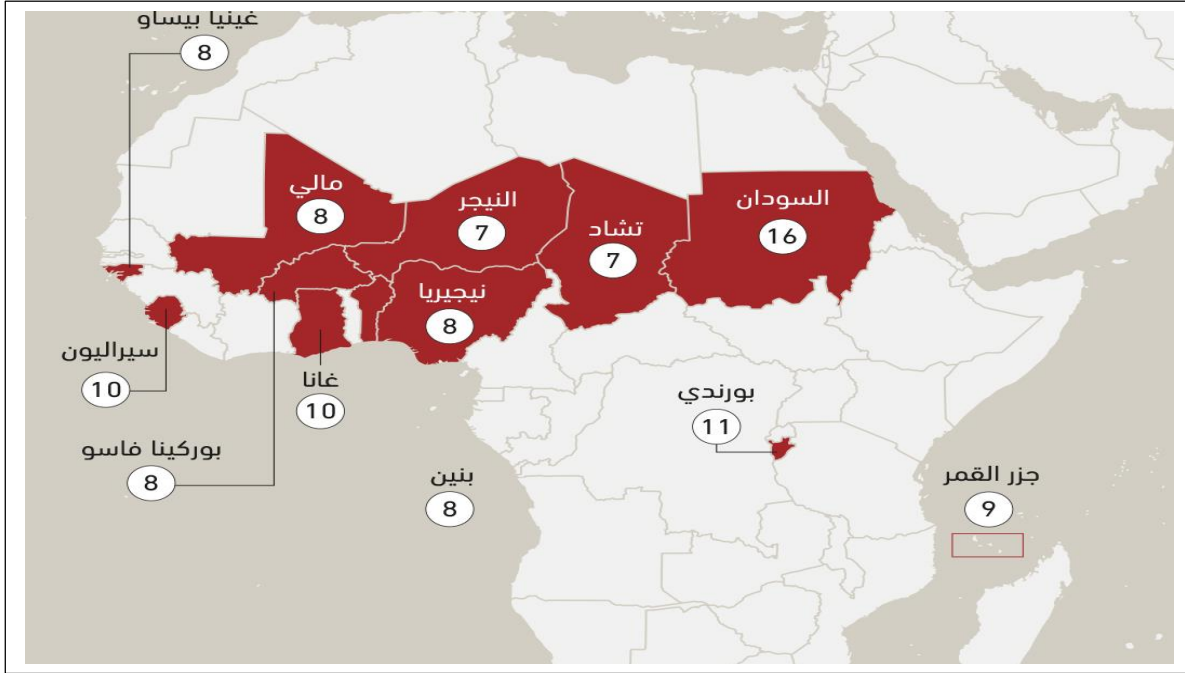 غينيا بيساو
8
مالي
8
النيجر
7
تشاد
7
السودان
16
نيجيريا
8
سيراليون
10
غانا
10
بوركينا فاسو
8
بنين
8
بورندي
11
جزر القمر
9